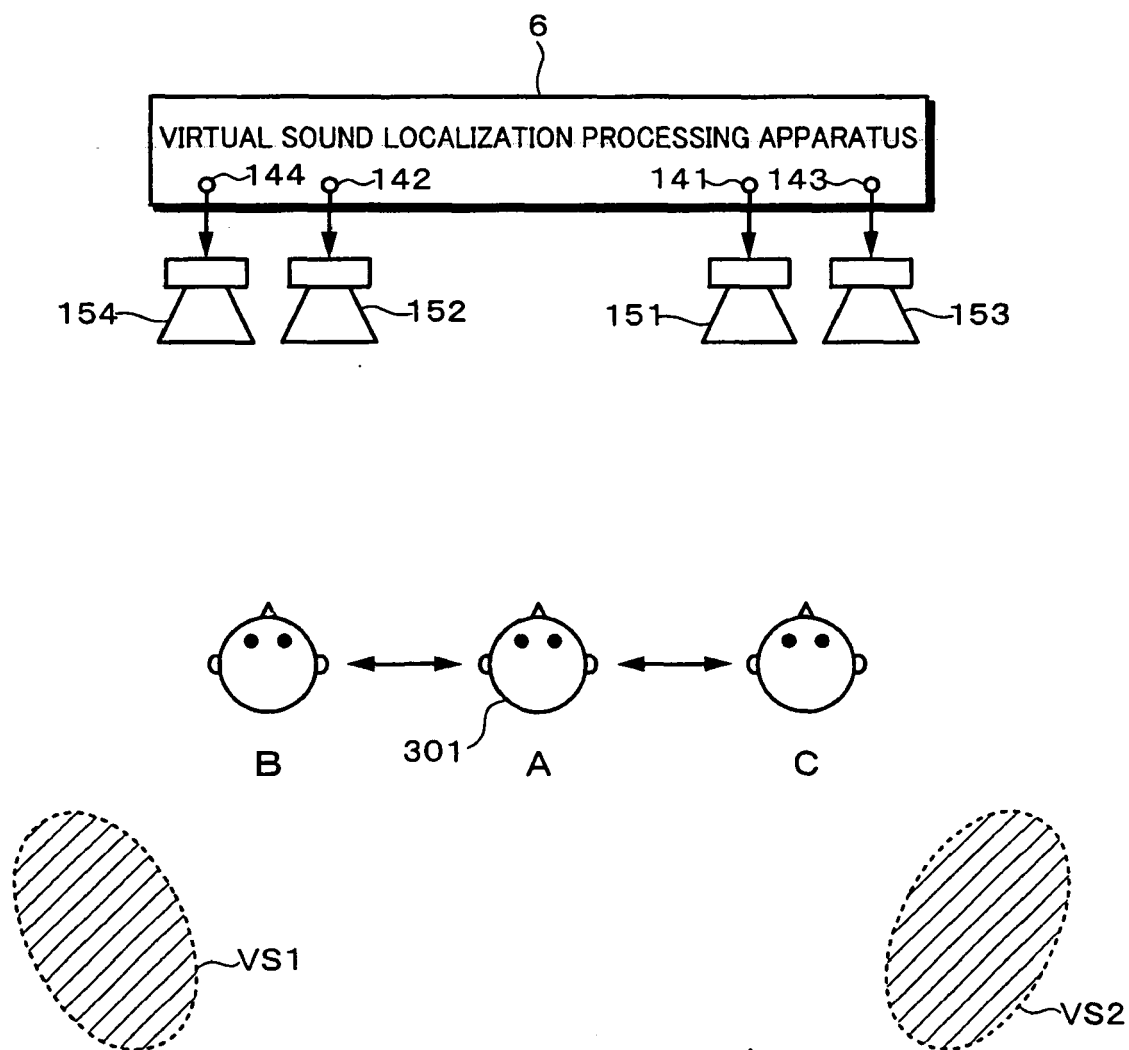 6
VIRTUAL SOUND LOCALIZATION PROCESSING APPARATUS
144 142 141 143
154 152 151 153
301
B A C
VS1
VS2